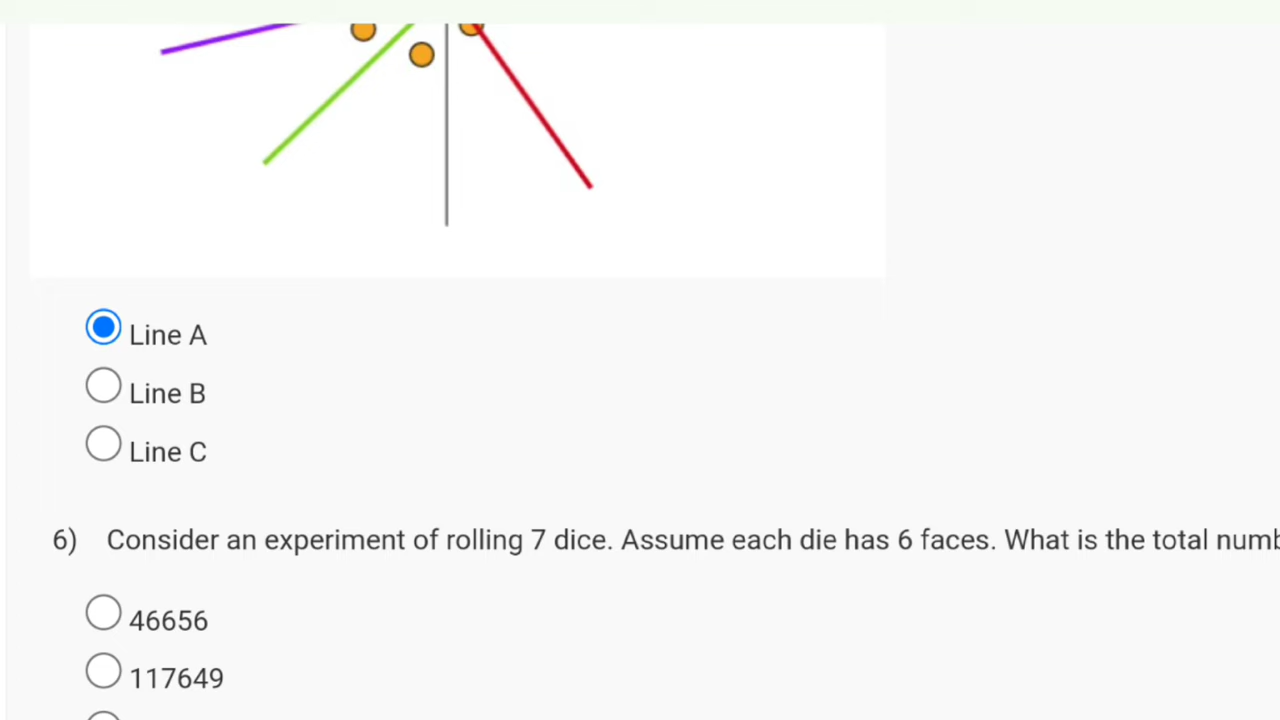 Line A
Line B
Line C
6) Consider an experiment of rolling 7 dice. Assume each die has 6 faces. What is the total
46656
117649